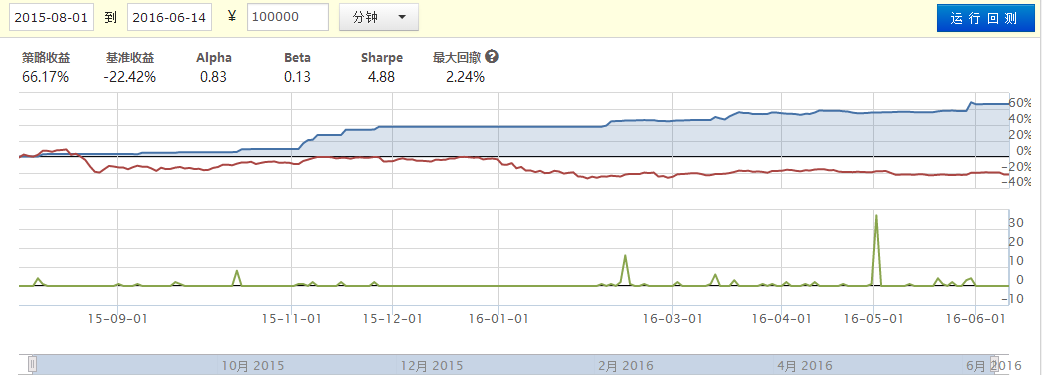 2015-08-01 到 2016-06-14 ¥ 100000 分钟 运行回测
策略收益 基准收益 Alpha Beta Sharpe 最大回撤 ?
66.17% -22.42% 0.83 0.13 4.88 2.24%
60%
40%
20%
0%
-20%
-40%
30
20
10
0
-10
15-09-01 15-11-01 15-12-01 16-01-01 16-03-01 16-04-01 16-05-01 16-06-01
10月 2015 12月 2015 2月 2016 4月 2016 6月 2016